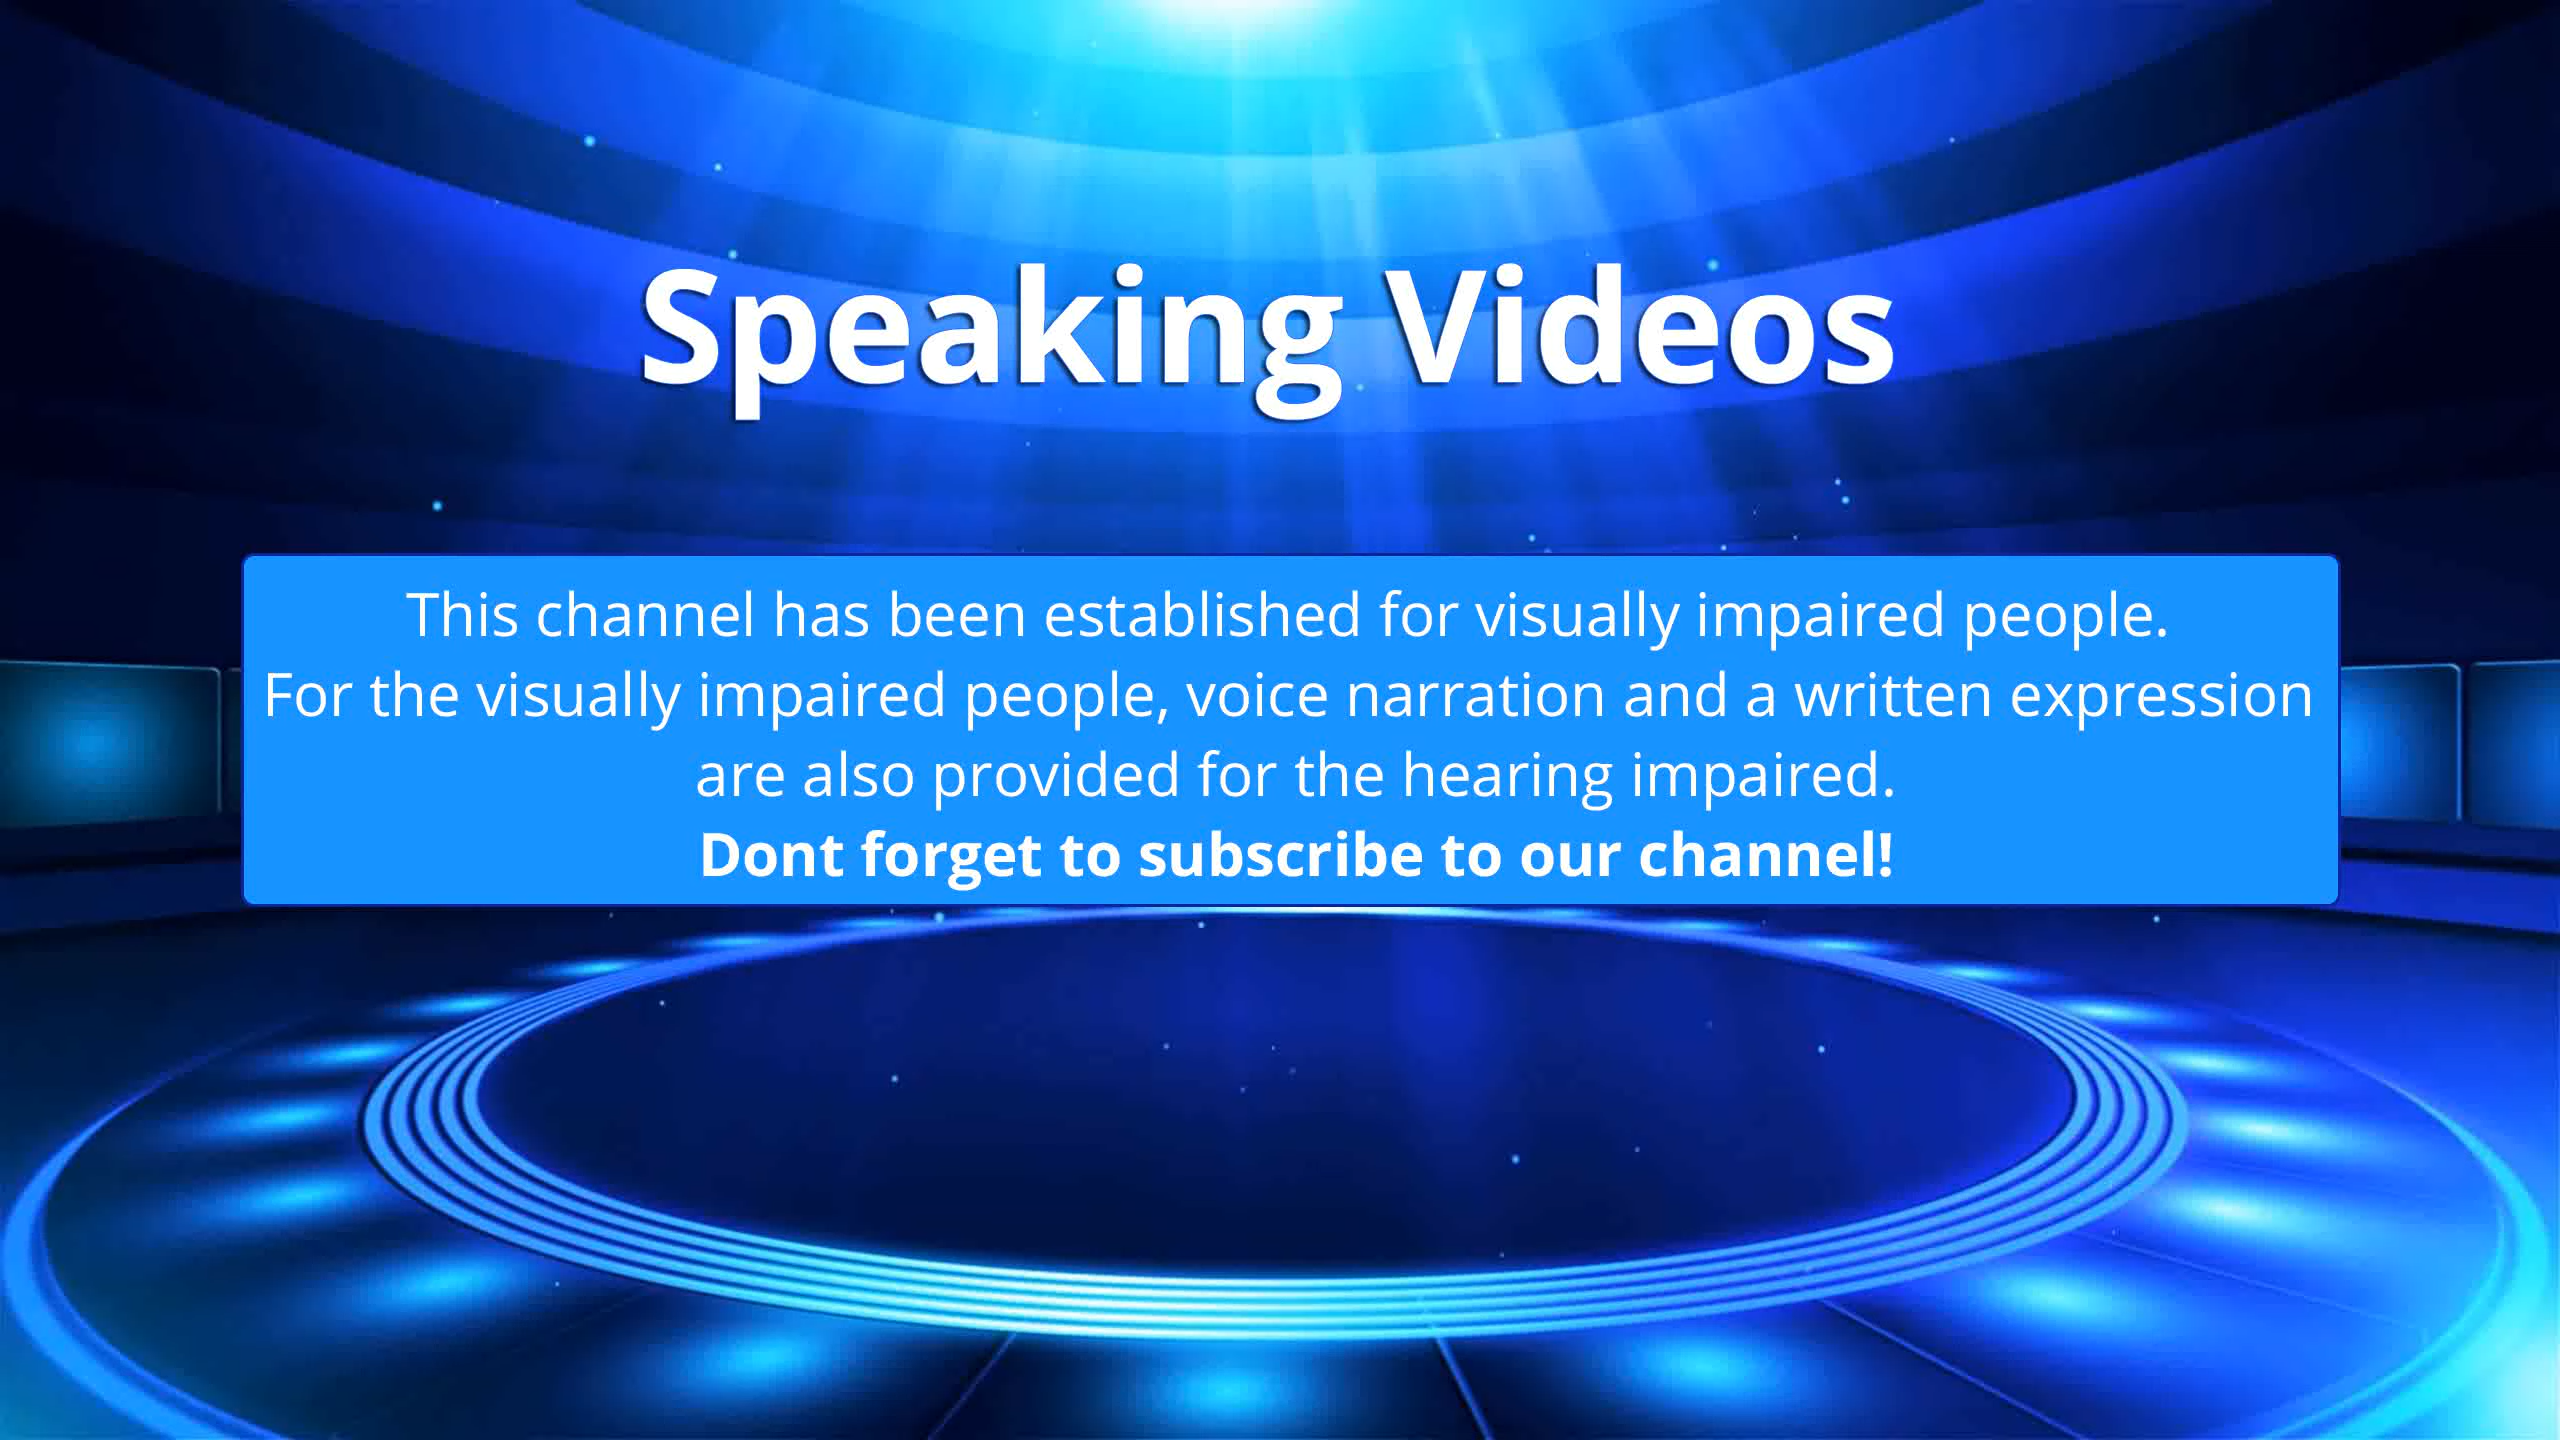 Speaking Videos
This channel has been established for visually impaired people.
For the visually impaired people, voice narration and a written expression
are also provided for the hearing impaired.
Dont forget to subscribe to our channel!